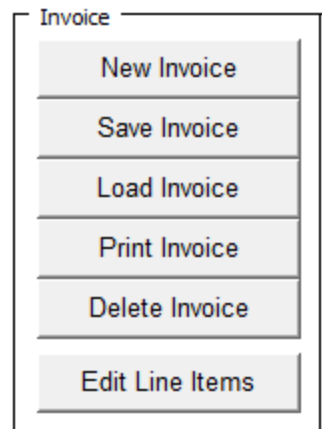 Invoice
New Invoice
Save Invoice
Load Invoice
Print Invoice
Delete Invoice
Edit Line Items